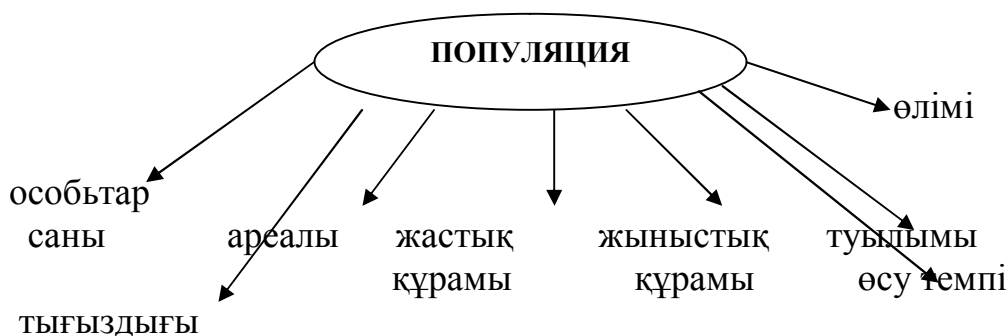 ПОПУЛЯЦИЯ
өлімі
особьтар
саны
ареалы
жастық
құрамы
жыныстық
құрамы
туылымы
өсу темпі
тығыздығы